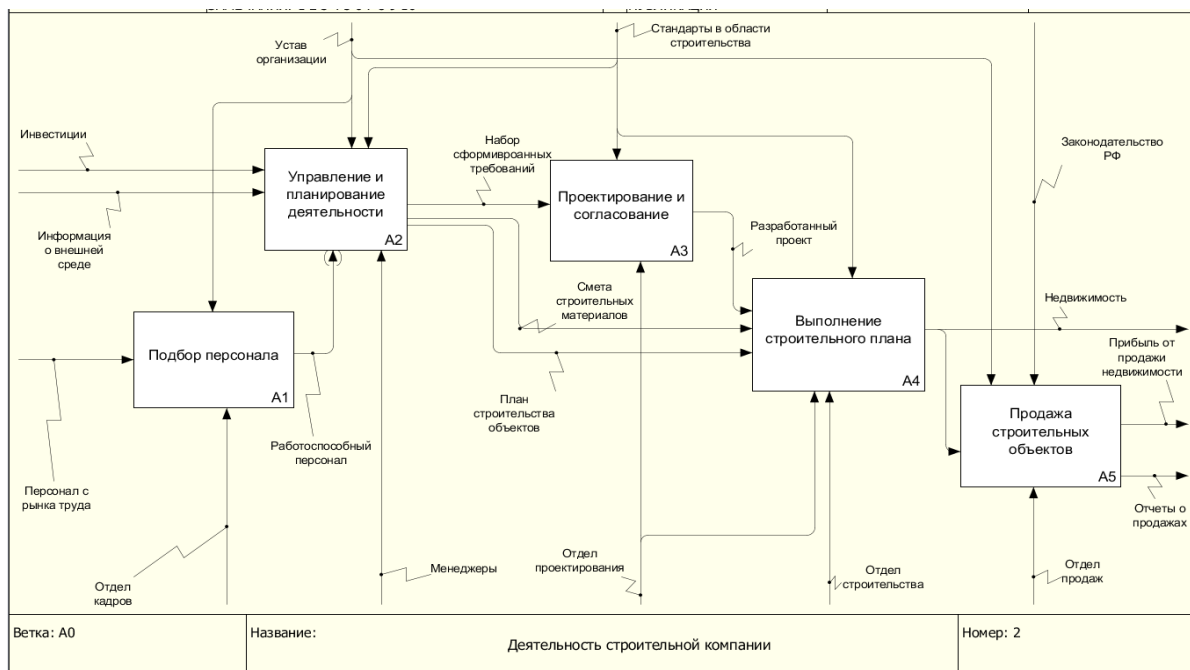 Устав
организации
Стандарты в области
строительства
Инвестиции
Набор
сформивроанных
требований
Законодательство
РФ
Управление и
планирование
деятельности
A2
Проектирование и
согласование
A3
Информация
о внешней
среде
Разработанный
проект
Смета
строительных
материалов
Недвижимость
Выполнение
строительного плана
A4
Подбор персонала
A1
Прибыль от
продажи
недвижимости
План
строительства
объектов
Продажа
строительных
объектов
A5
Работоспособный
персонал
Персонал с
рынка труда
Отчеты о
продажах
Отдел
кадров
Менеджеры
Отдел
проектирования
Отдел
строительства
Отдел
продаж
Ветка: A0
Название:
Деятельность строительной компании
Номер: 2